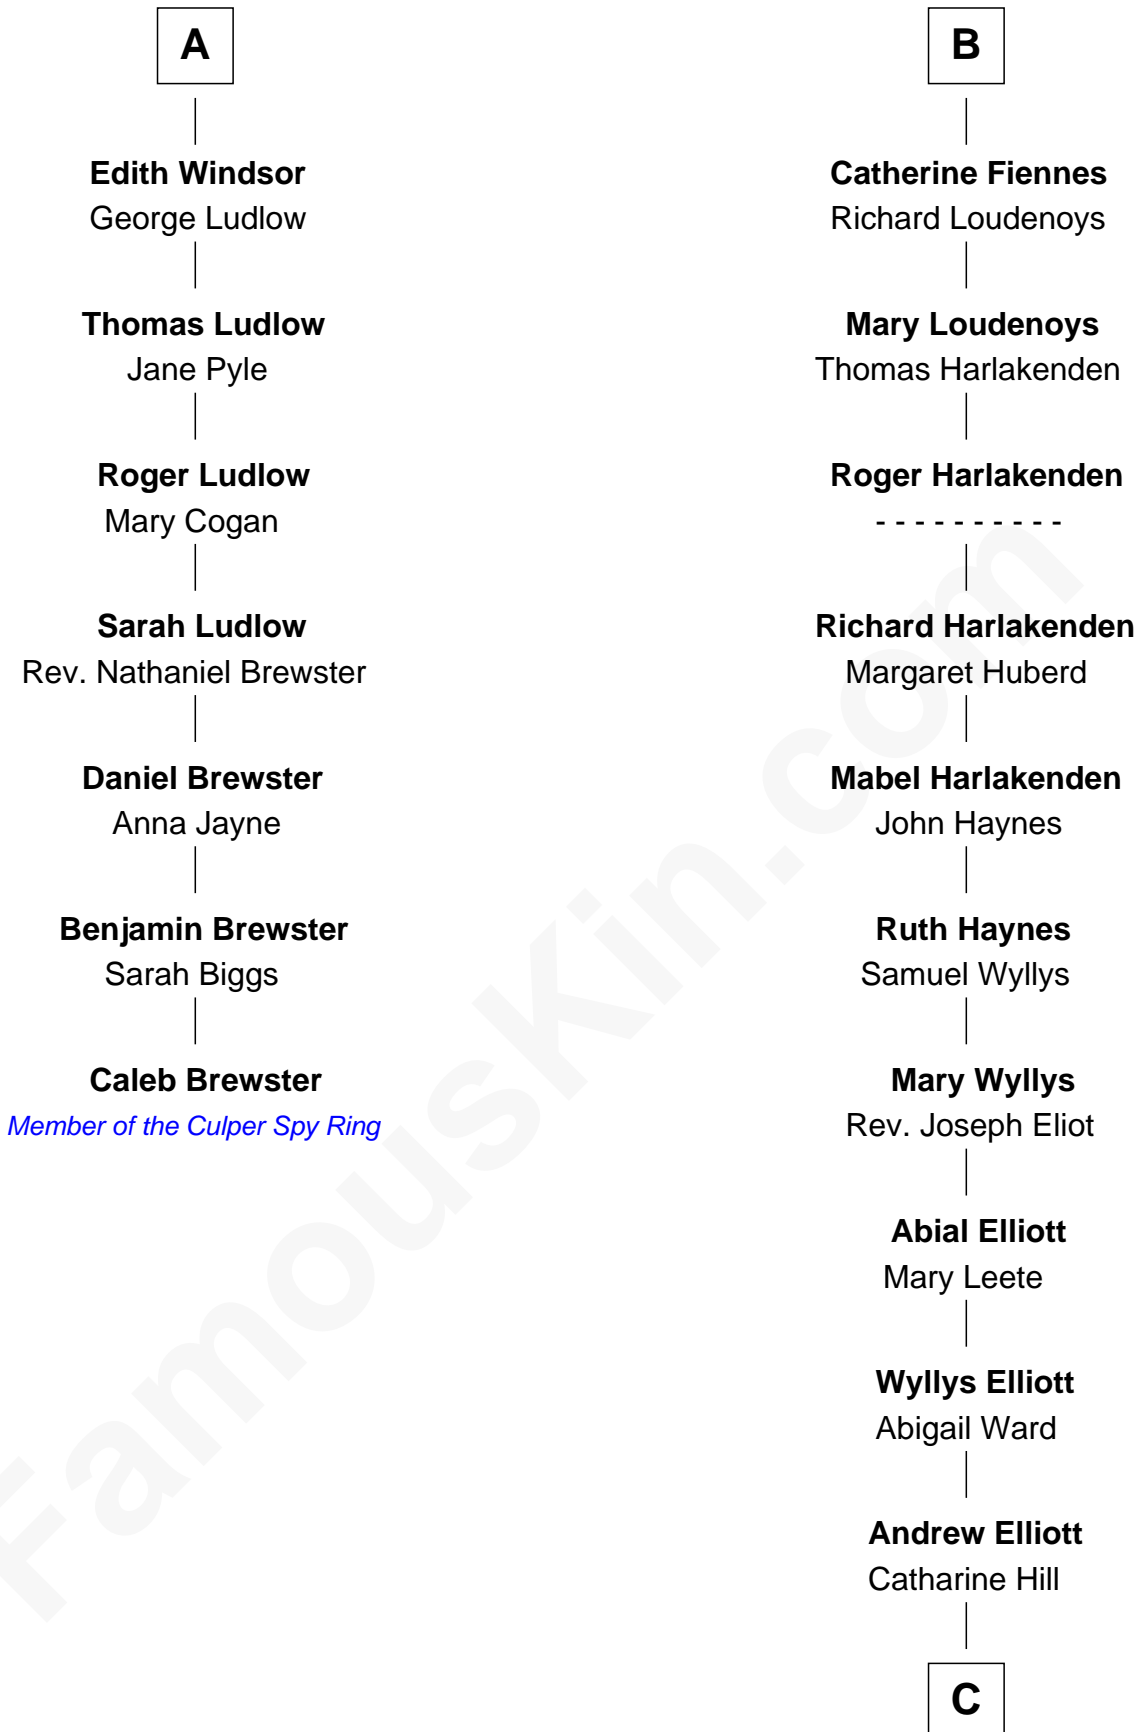 A
Edith Windsor
George Ludlow
Thomas Ludlow
Jane Pyle
Roger Ludlow
Mary Cogan
Sarah Ludlow
Rev. Nathaniel Brewster
Daniel Brewster
Anna Jayne
Benjamin Brewster
Sarah Biggs
Caleb Brewster
Member of the Culper Spy Ring
B
Catherine Fiennes
Richard Loudenoys
Mary Loudenoys
Thomas Harlakenden
Roger Harlakenden
- - - - - - - - - -
Richard Harlakenden
Margaret Huberd
Mabel Harlakenden
John Haynes
Ruth Haynes
Samuel Wyllys
Mary Wyllys
Rev. Joseph Eliot
Abial Elliott
Mary Leete
Wyllys Elliott
Abigail Ward
Andrew Elliott
Catharine Hill
C
FamousKin.com